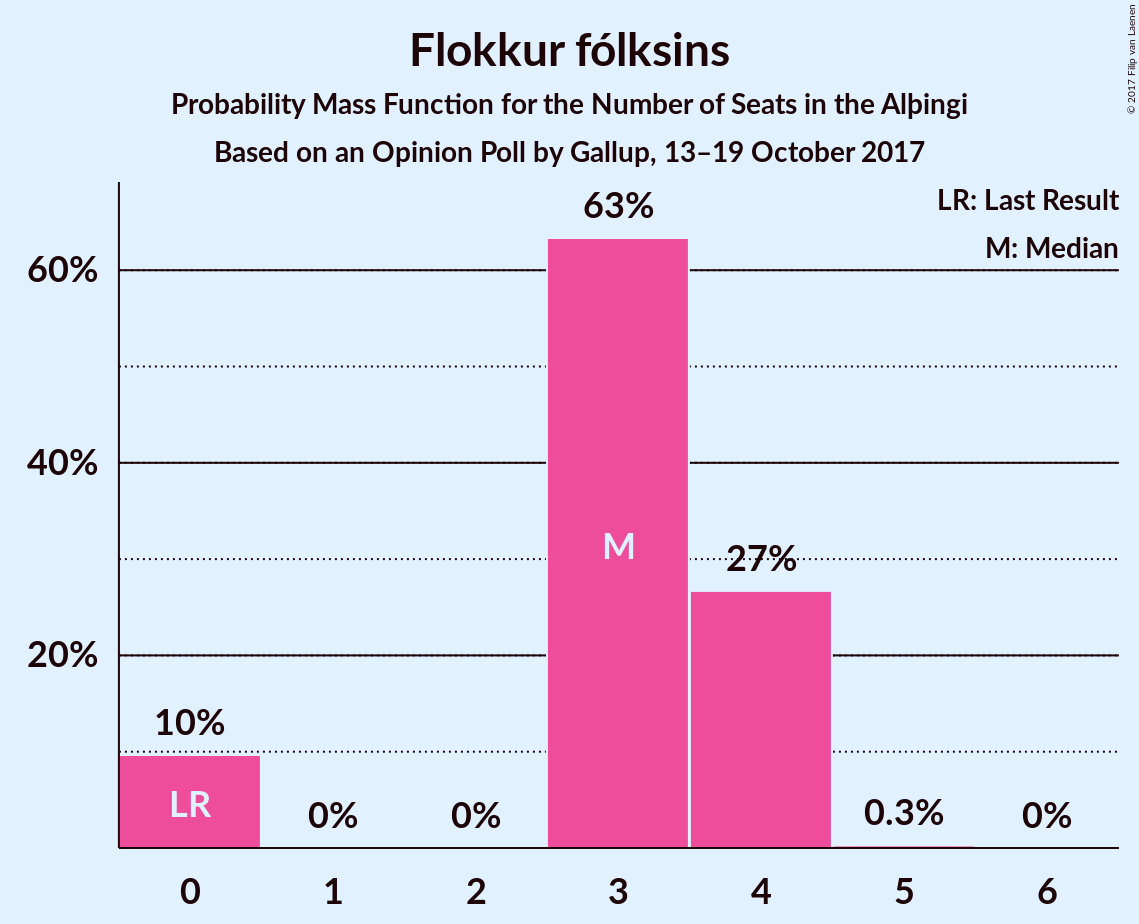 Flokkur fólksins
Probability Mass Function for the Number of Seats in the Alþingi
Based on an Opinion Poll by Gallup, 13–19 October 2017
© 2017 Filip van Laenen
LR: Last Result
M: Median
63%
60%
40%
M
27%
20%
10%
LR
0%
0%
0.3%
0%
0 1 2 3 4 5 6